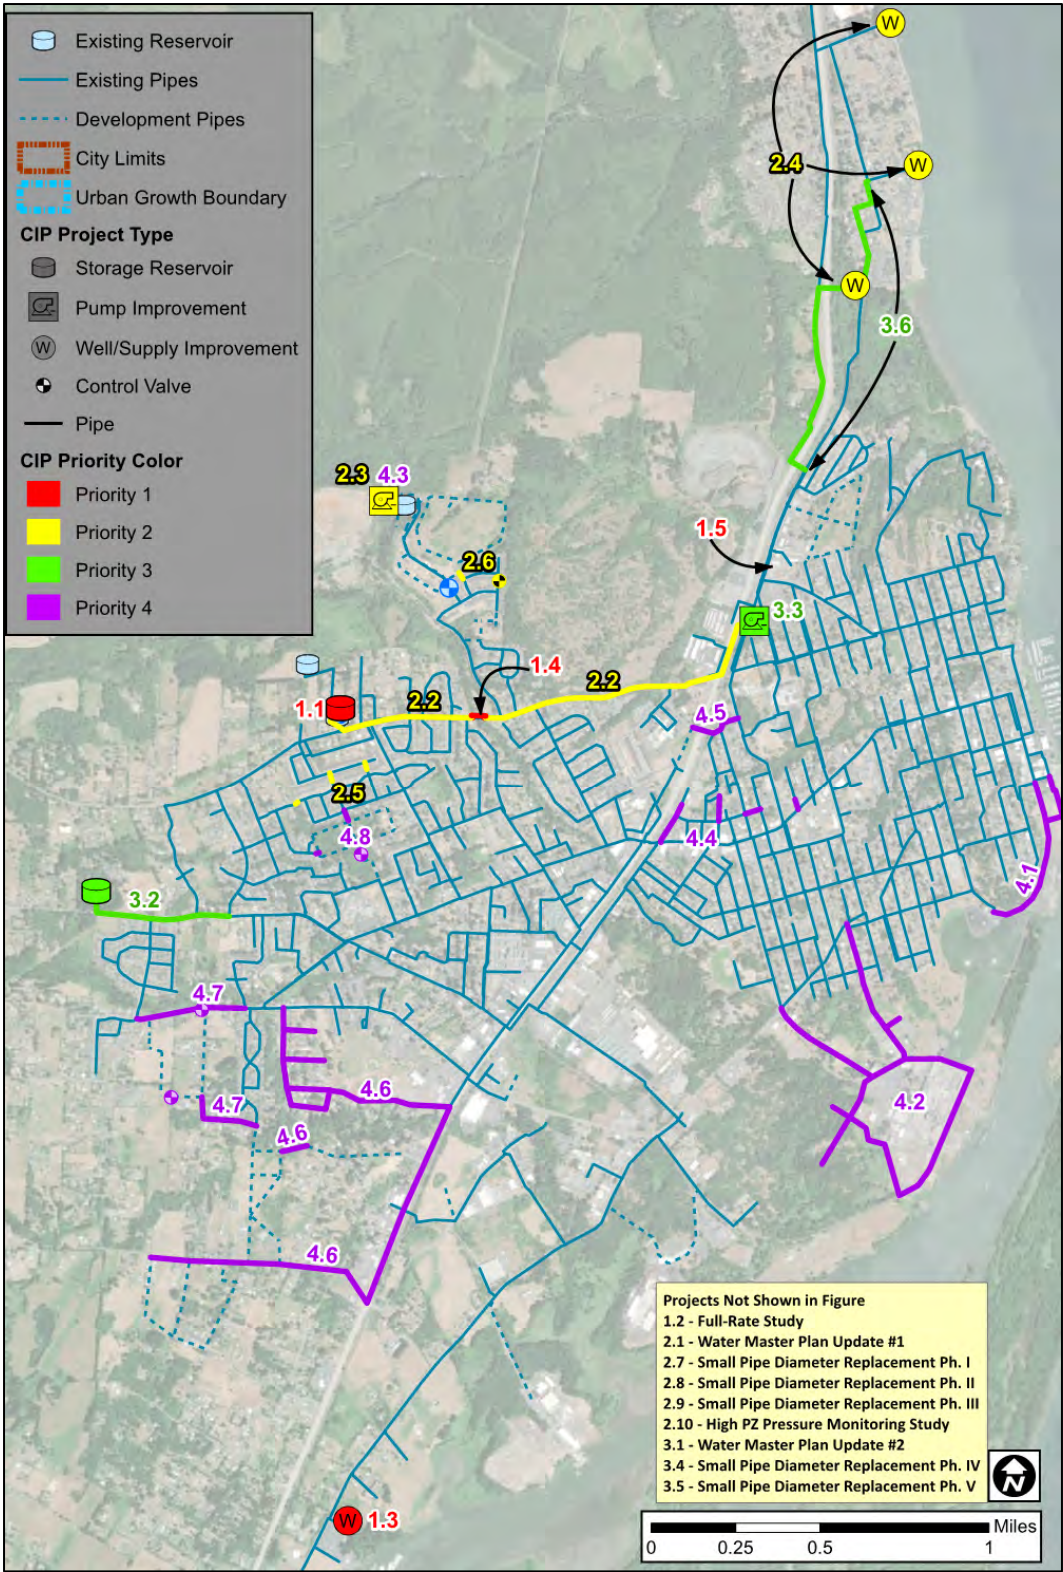 Existing Reservoir
Existing Pipes
Development Pipes
City Limits
Urban Growth Boundary
CIP Project Type
Storage Reservoir
Pump Improvement
W Well/Supply Improvement
Control Valve
Pipe
CIP Priority Color
Priority 1
Priority 2
Priority 3
Priority 4
W
2.4
W
W
3.6
2.3 4.3
1.5
2.6
3.3
1.4
2.2
1.1
2.2
4.5
2.5
4.8
4.4
4.1
3.2
4.7
4.6
4.2
4.7
4.6
4.6
W 1.3
Projects Not Shown in Figure
1.2 - Full-Rate Study
2.1 - Water Master Plan Update #1
2.7 - Small Pipe Diameter Replacement Ph. I
2.8 - Small Pipe Diameter Replacement Ph. II
2.9 - Small Pipe Diameter Replacement Ph. III
2.10 - High PZ Pressure Monitoring Study
3.1 - Water Master Plan Update #2
3.4 - Small Pipe Diameter Replacement Ph. IV
3.5 - Small Pipe Diameter Replacement Ph. V
N
Miles
0 0.25 0.5 1